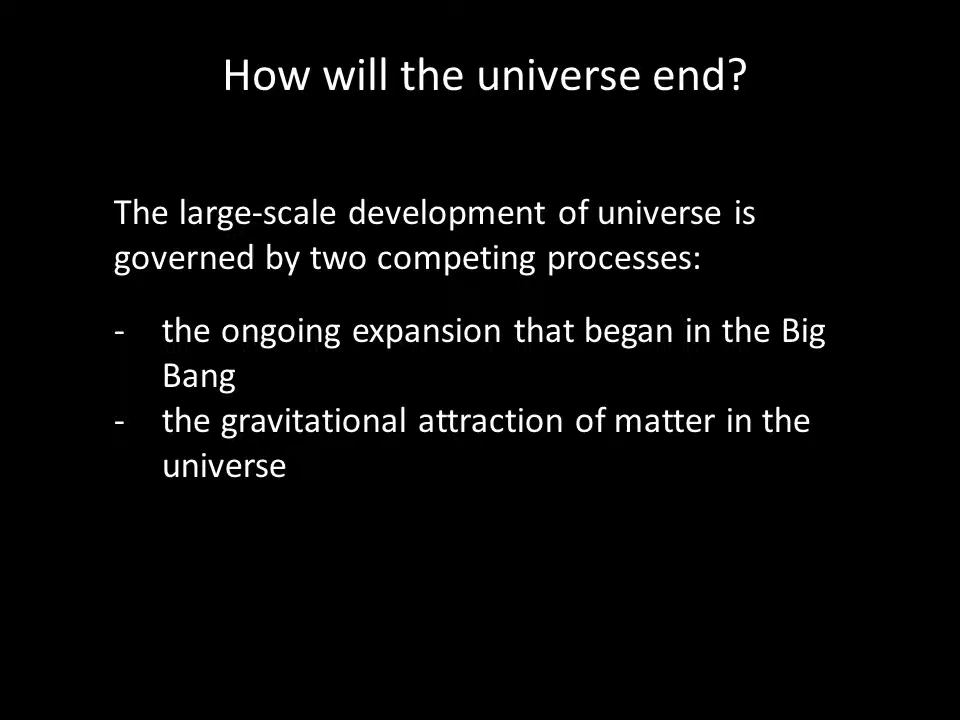 How will the universe end?
The large-scale development of universe is
governed by two competing processes:
- the ongoing expansion that began in the Big
Bang
- the gravitational attraction of matter in the
universe